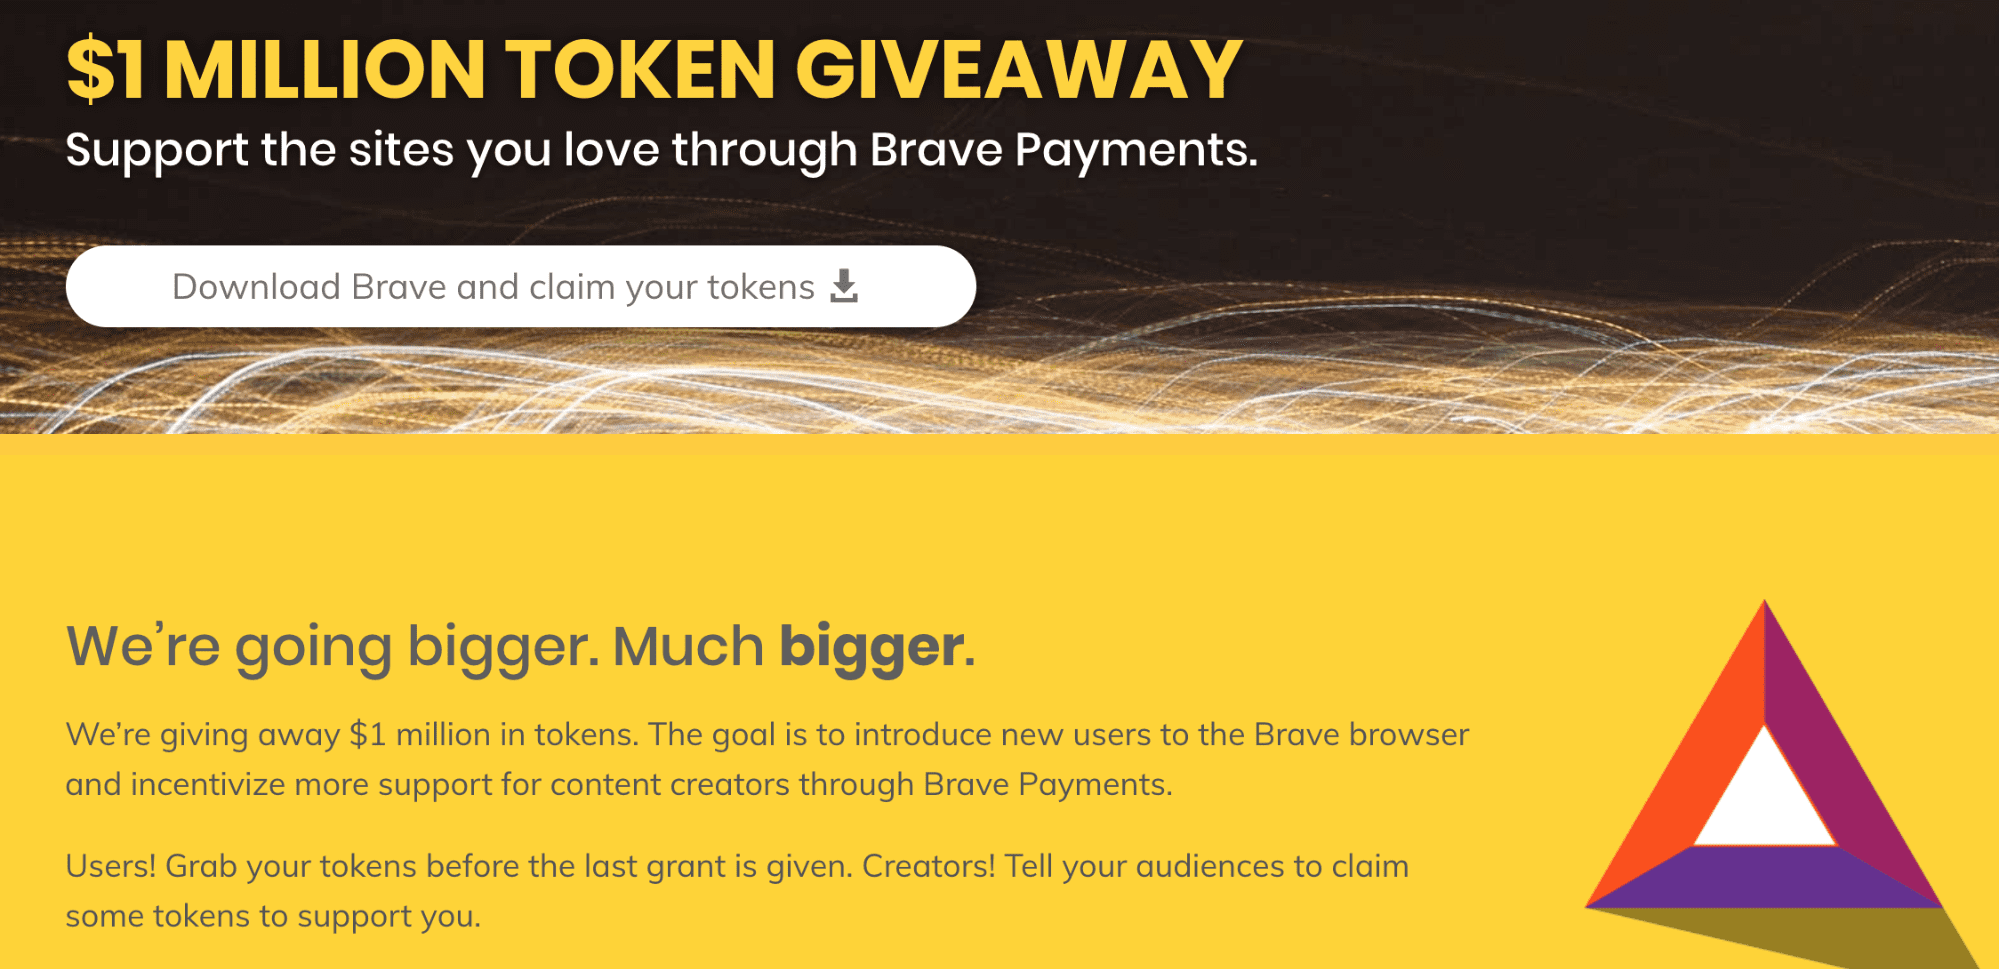 $1 MILLION TOKEN GIVEAWAY
Support the sites you love through Brave Payments.
Download Brave and claim your tokens
We’re going bigger. Much bigger.
We’re giving away $1 million in tokens. The goal is to introduce new users to the Brave browser
and incentivize more support for content creators through Brave Payments.
Users! Grab your tokens before the last grant is given. Creators! Tell your audiences to claim
some tokens to support you.